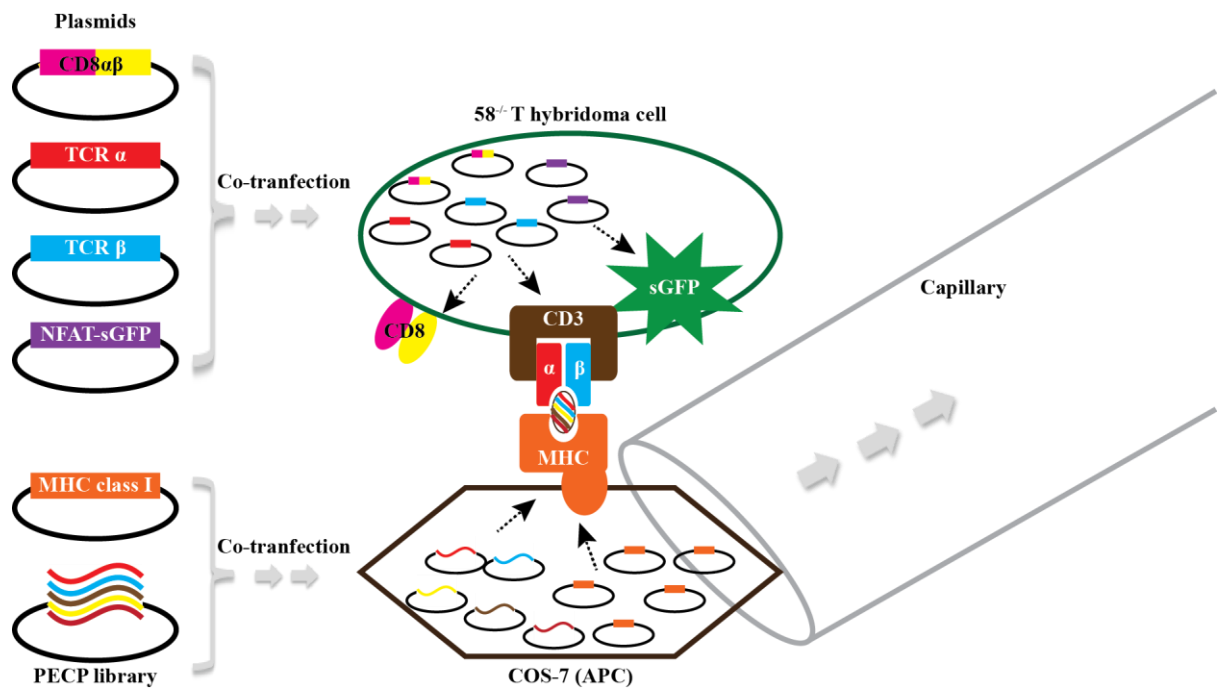 Plasmids
CD8αβ
TCR α
TCR β
NFAT-sGFP
Co-tranfection
58-/- T hybridoma cell
sGFP
CD8
CD3
α
β
MHC
Capillary
MHC class I
PECP library
Co-tranfection
COS-7 (APC)